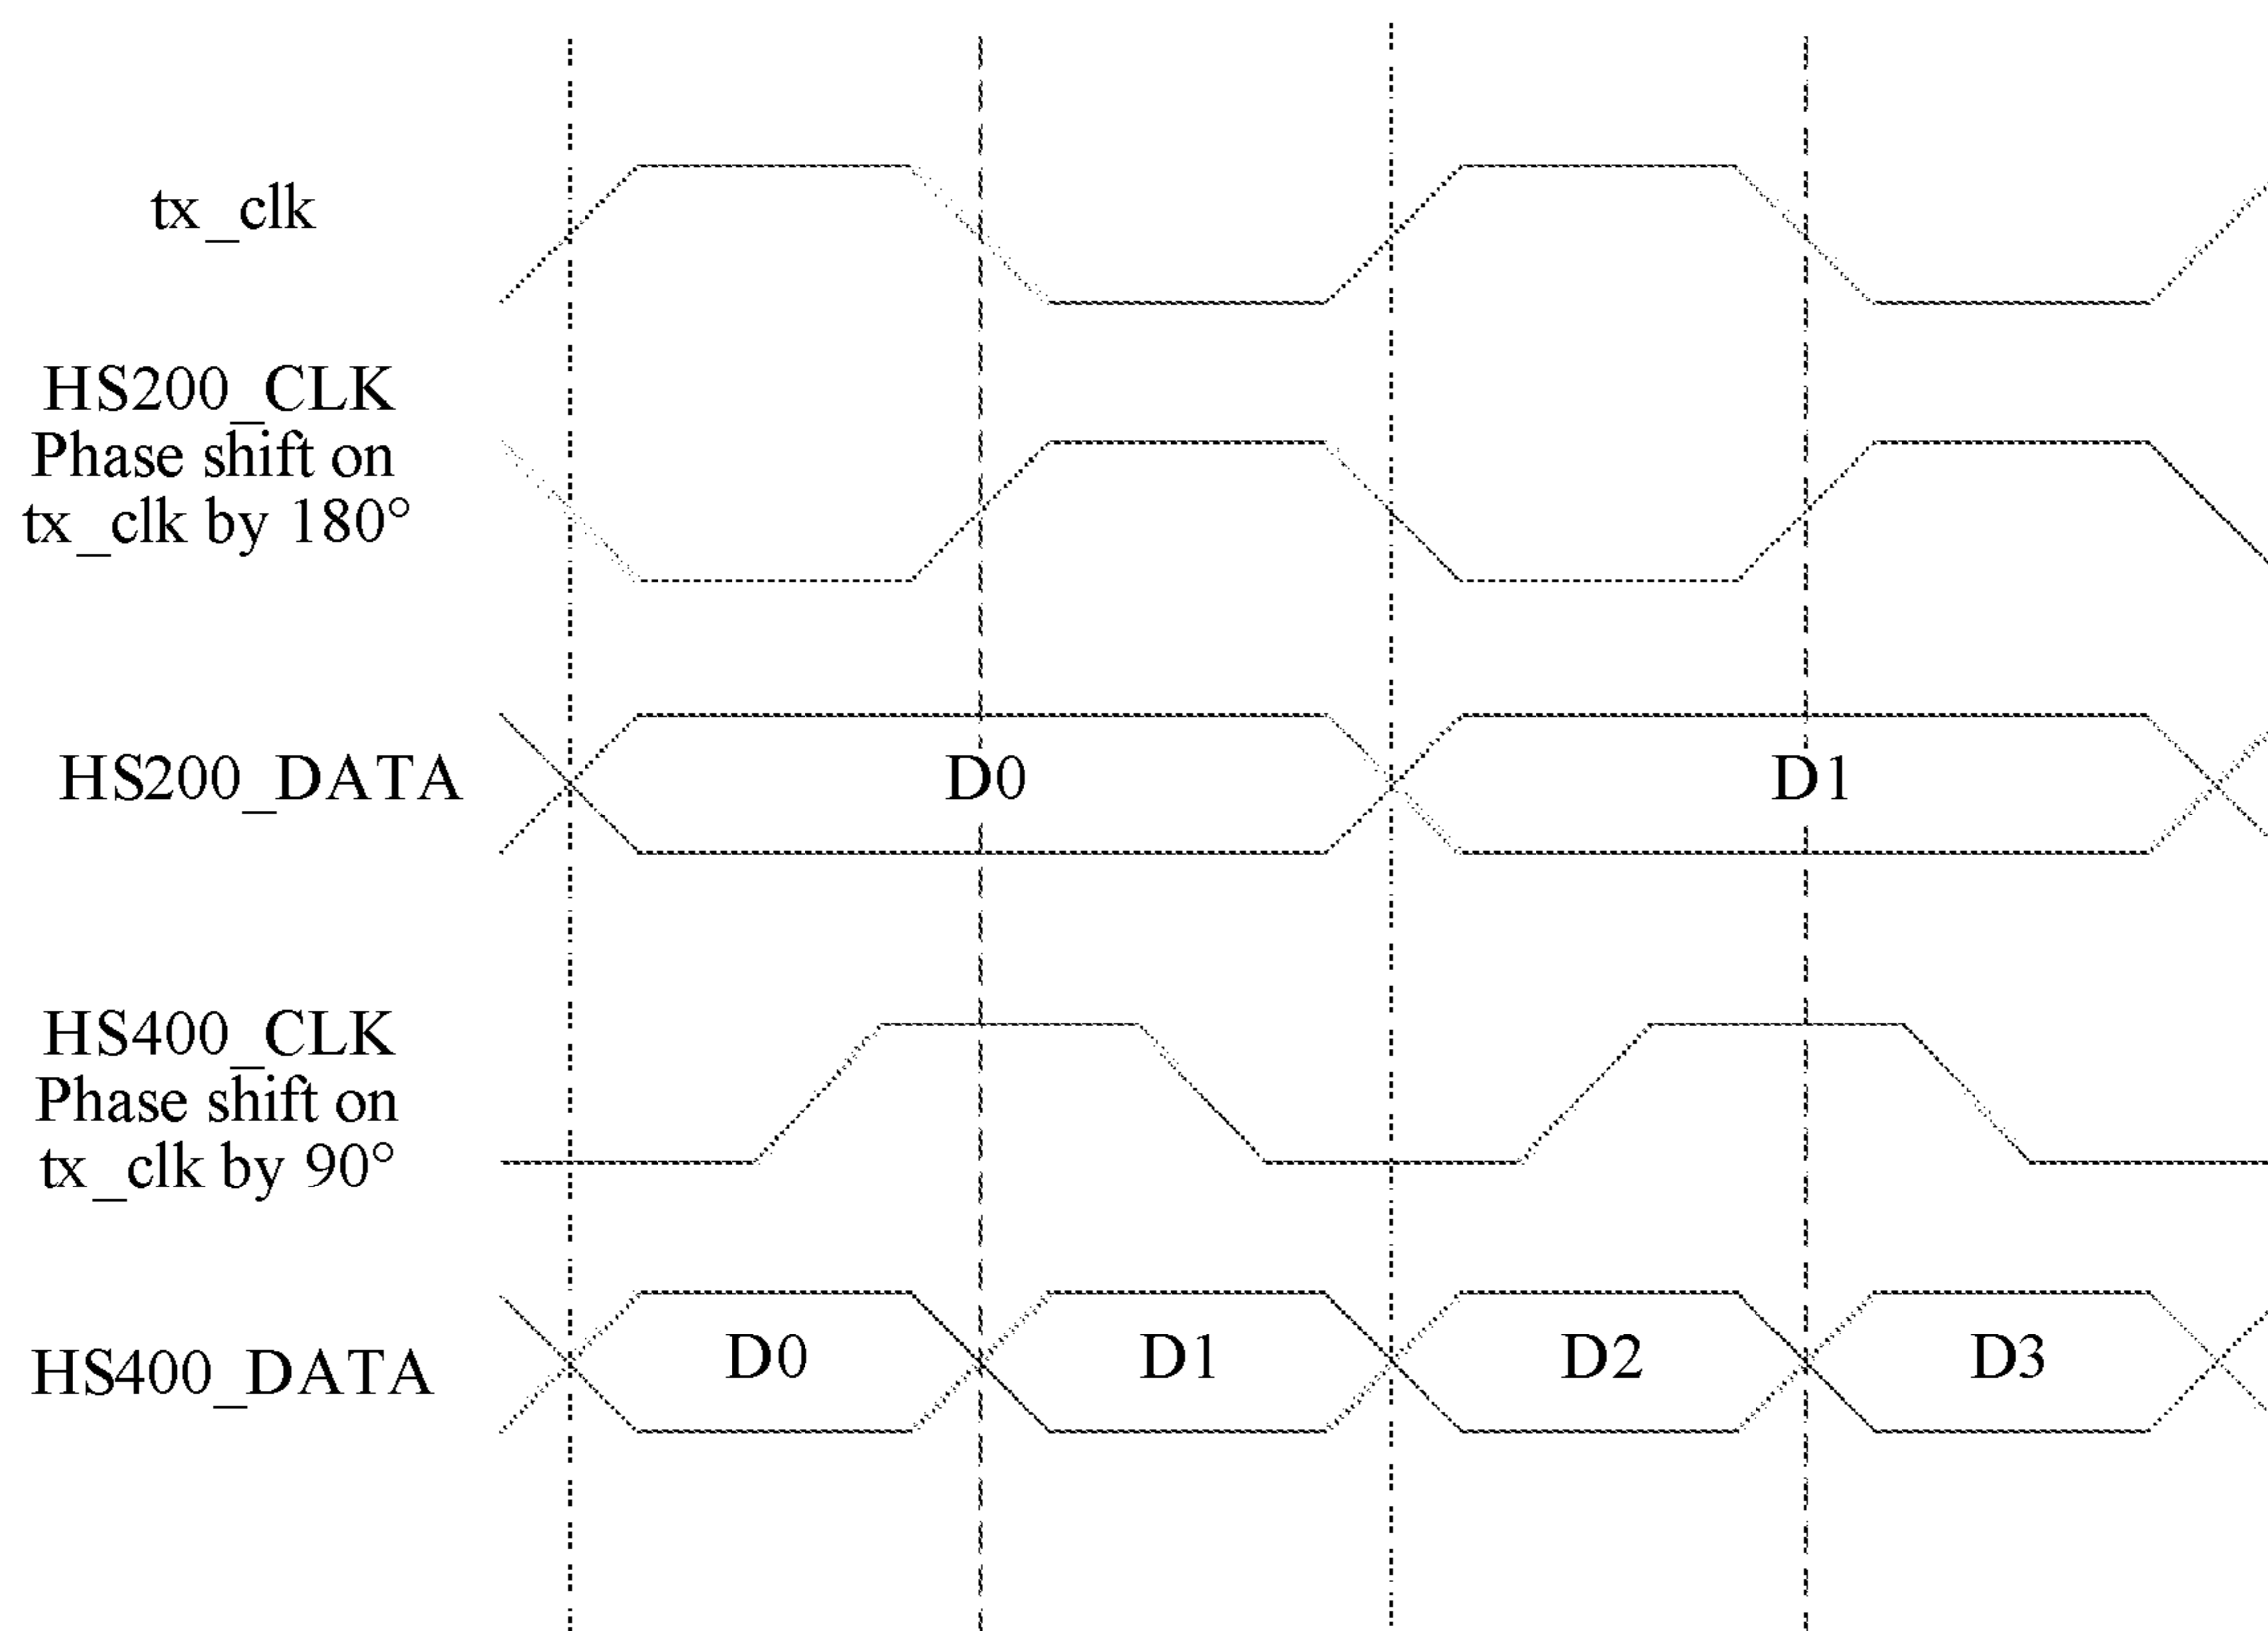 tx_clk
HS200_CLK
Phase shift on
tx_clk by 180°
HS200_DATA
D0
D1
HS400_CLK
Phase shift on
tx_clk by 90°
HS400_DATA
D0
D1
D2
D3